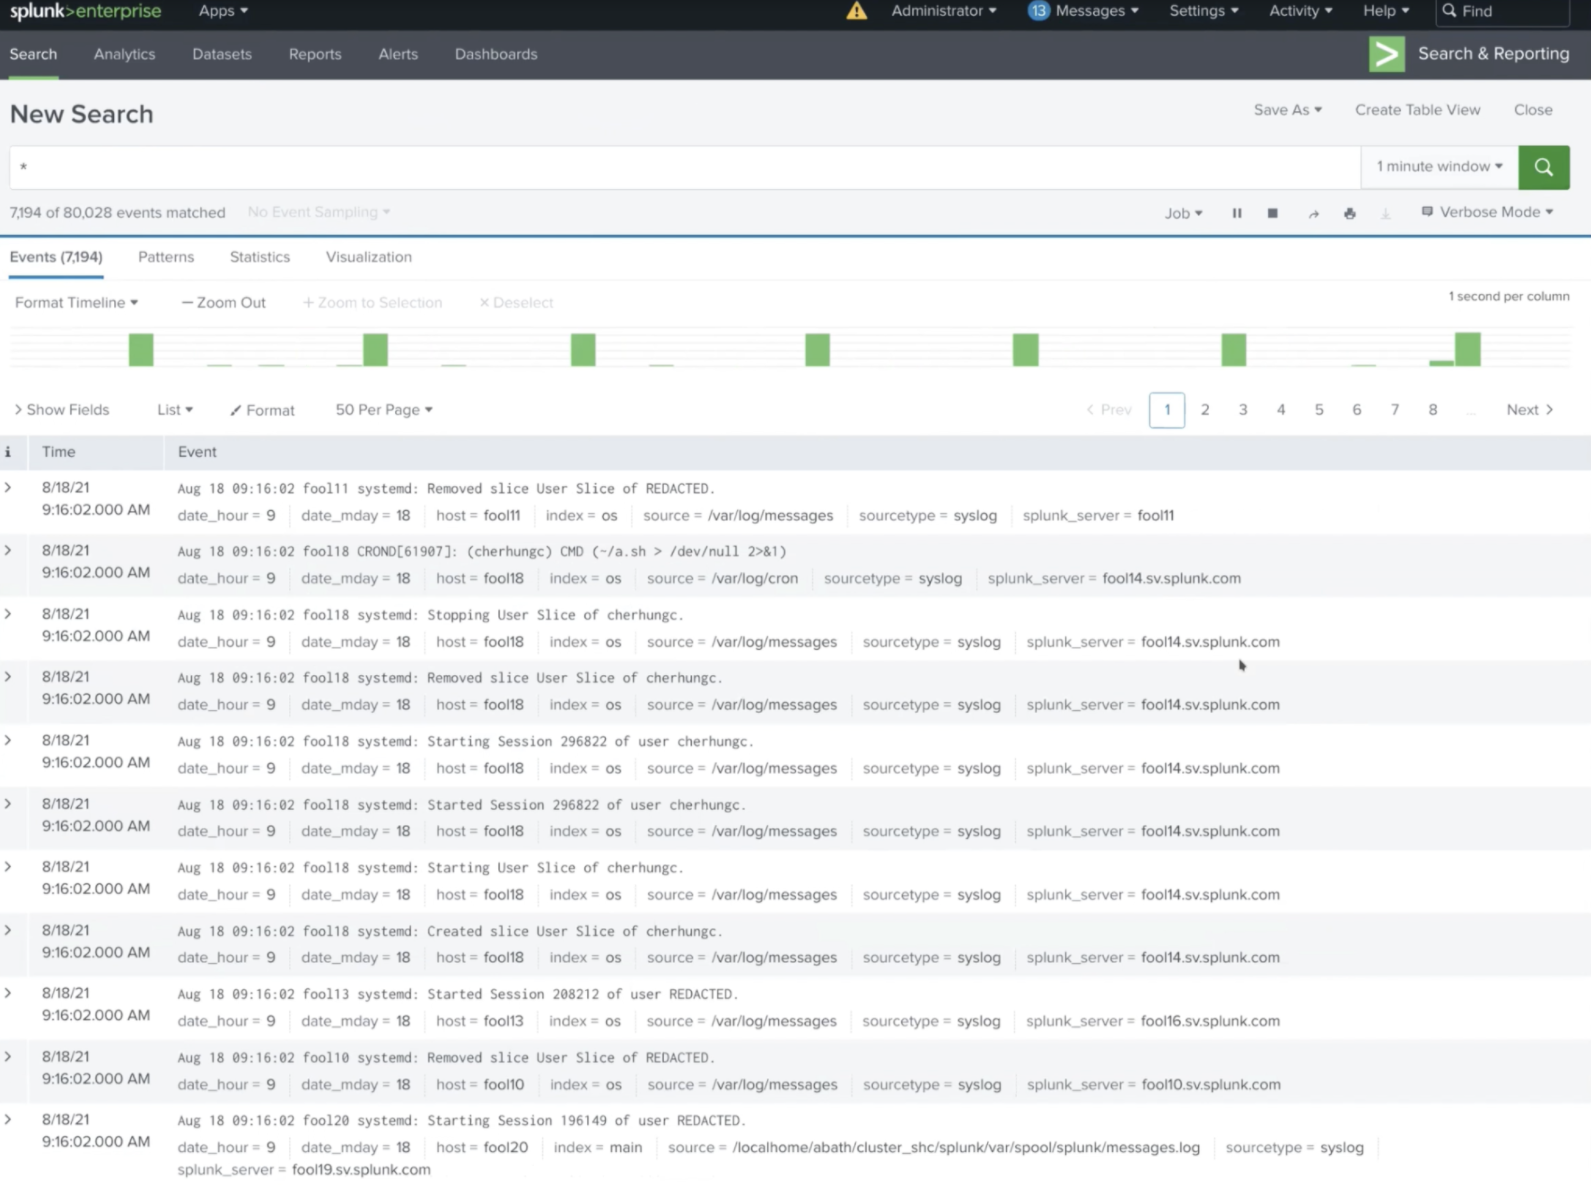 splunk>enterprise Apps Administrator 13 Messages Settings Activity Help Find
Search Analytics Datasets Reports Alerts Dashboards Search & Reporting
New Search Save As Create Table View Close
* 1 minute window
7,194 of 80,028 events matched No Event Sampling Job Verbose Mode
Events (7,194) Patterns Statistics Visualization
Format Timeline — Zoom Out + Zoom to Selection × Deselect 1 second per column
> Show Fields List Format 50 Per Page < Prev 1 2 3 4 5 6 7 8 ... Next >
i Time Event
> 8/18/21 Aug 18 09:16:02 fool11 systemd: Removed slice User Slice of REDACTED.
9:16:02.000 AM date_hour = 9 date_mday = 18 host = fool11 index = os source = /var/log/messages sourcetype = syslog splunk_server = fool11
> 8/18/21 Aug 18 09:16:02 fool18 CROND[61907]: (cherhungc) CMD (~/a.sh > /dev/null 2>&1)
9:16:02.000 AM date_hour = 9 date_mday = 18 host = fool18 index = os source = /var/log/cron sourcetype = syslog splunk_server = fool14.sv.splunk.com
> 8/18/21 Aug 18 09:16:02 fool18 systemd: Stopping User Slice of cherhungc.
9:16:02.000 AM date_hour = 9 date_mday = 18 host = fool18 index = os source = /var/log/messages sourcetype = syslog splunk_server = fool14.sv.splunk.com
> 8/18/21 Aug 18 09:16:02 fool18 systemd: Removed slice User Slice of cherhungc.
9:16:02.000 AM date_hour = 9 date_mday = 18 host = fool18 index = os source = /var/log/messages sourcetype = syslog splunk_server = fool14.sv.splunk.com
> 8/18/21 Aug 18 09:16:02 fool18 systemd: Starting Session 296822 of user cherhungc.
9:16:02.000 AM date_hour = 9 date_mday = 18 host = fool18 index = os source = /var/log/messages sourcetype = syslog splunk_server = fool14.sv.splunk.com
> 8/18/21 Aug 18 09:16:02 fool18 systemd: Started Session 296822 of user cherhungc.
9:16:02.000 AM date_hour = 9 date_mday = 18 host = fool18 index = os source = /var/log/messages sourcetype = syslog splunk_server = fool14.sv.splunk.com
> 8/18/21 Aug 18 09:16:02 fool18 systemd: Starting User Slice of cherhungc.
9:16:02.000 AM date_hour = 9 date_mday = 18 host = fool18 index = os source = /var/log/messages sourcetype = syslog splunk_server = fool14.sv.splunk.com
> 8/18/21 Aug 18 09:16:02 fool18 systemd: Created slice User Slice of cherhungc.
9:16:02.000 AM date_hour = 9 date_mday = 18 host = fool18 index = os source = /var/log/messages sourcetype = syslog splunk_server = fool14.sv.splunk.com
> 8/18/21 Aug 18 09:16:02 fool13 systemd: Started Session 208212 of user REDACTED.
9:16:02.000 AM date_hour = 9 date_mday = 18 host = fool13 index = os source = /var/log/messages sourcetype = syslog splunk_server = fool16.sv.splunk.com
> 8/18/21 Aug 18 09:16:02 fool10 systemd: Removed slice User Slice of REDACTED.
9:16:02.000 AM date_hour = 9 date_mday = 18 host = fool10 index = os source = /var/log/messages sourcetype = syslog splunk_server = fool10.sv.splunk.com
> 8/18/21 Aug 18 09:16:02 fool20 systemd: Starting Session 196149 of user REDACTED.
9:16:02.000 AM date_hour = 9 date_mday = 18 host = fool20 index = main source = /localhome/abath/cluster_shc/splunk/var/spool/splunk/messages.log sourcetype = syslog
splunk_server = fool19.sv.splunk.com